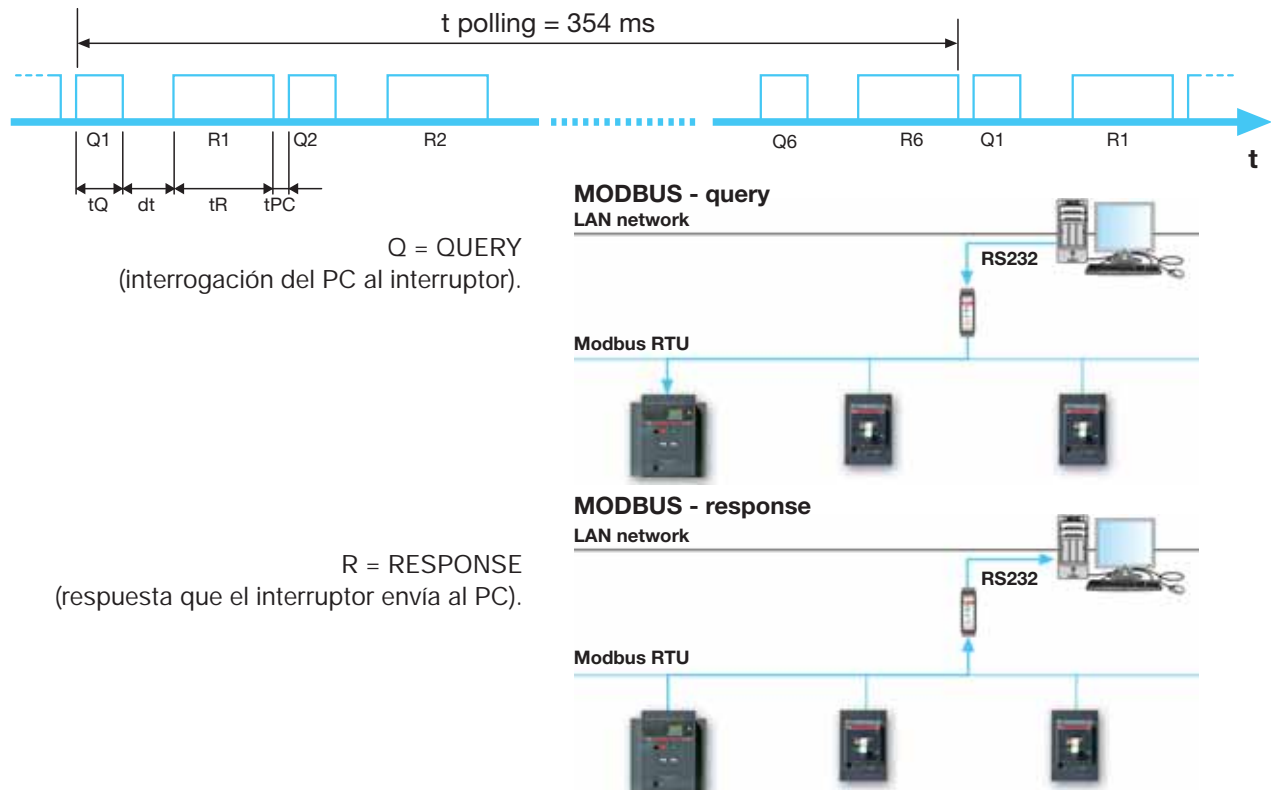 t polling = 354 ms
Q1 R1 Q2 R2 Q6 R6 Q1 R1
t
tQ dt tR tPC
Q = QUERY
(interrogación del PC al interruptor).
MODBUS - query
LAN network
RS232
Modbus RTU
R = RESPONSE
(respuesta que el interruptor envía al PC).
MODBUS - response
LAN network
RS232
Modbus RTU